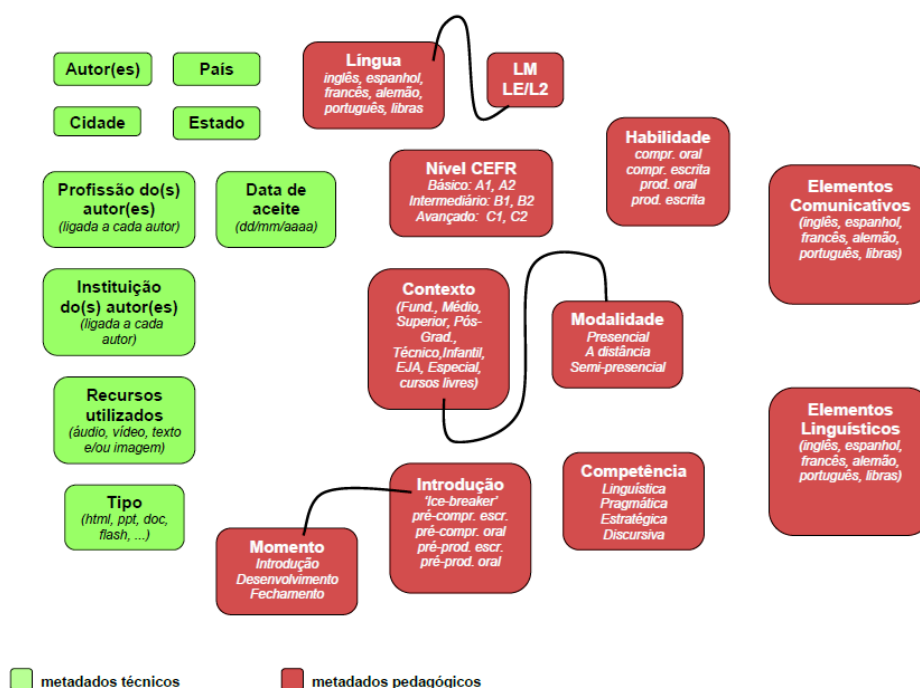 Autor(es)
País
Cidade
Estado
Profissão do(s)
autor(es)
(ligada a cada autor)
Data de
aceite
(dd/mm/aaaa)
Instituição
do(s) autor(es)
(ligada a cada
autor)
Recursos
utilizados
(áudio, vídeo, texto
e/ou imagem)
Tipo
(html, ppt, doc,
flash, ...)
Língua
inglês, espanhol,
francês, alemão,
português, libras
LM
LE/L2
Nível CEFR
Básico: A1, A2
Intermediário: B1, B2
Avançado: C1, C2
Habilidade
compr. oral
compr. escrita
prod. oral
prod. escrita
Elementos
Comunicativos
(inglês, espanhol,
francês, alemão,
português, libras)
Contexto
(Fund., Médio,
Superior, Pós-
Grad.,
Técnico,Infantil,
EJA, Especial,
cursos livres)
Modalidade
Presencial
A distância
Semi-presencial
Elementos
Linguísticos
(inglês, espanhol,
francês, alemão,
português, libras)
Momento
Introdução
Desenvolvimento
Fechamento
Introdução
'Ice-breaker'
pré-compr. escr.
pré-compr. oral
pré-prod. escr.
pré-prod. oral
Competência
Linguística
Pragmática
Estratégica
Discursiva
metadados técnicos
metadados pedagógicos